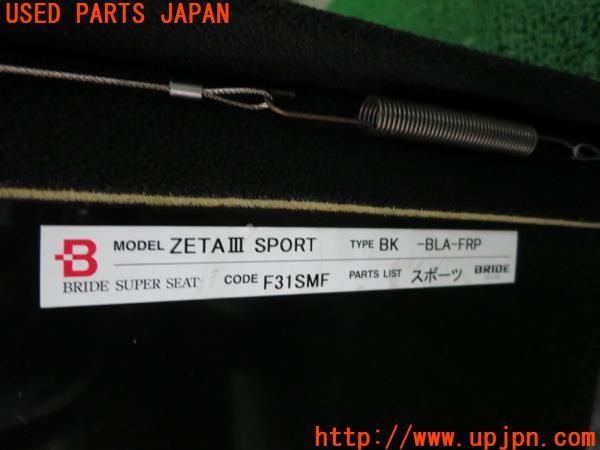 USED PARTS JAPAN
B
MODEL ZETAⅢ SPORT TYPE BK -BLA-FRP
BRIDE SUPER SEAT CODE F31SMF PARTS LIST スポーツ BRIDE
http://www.upjpn.com/